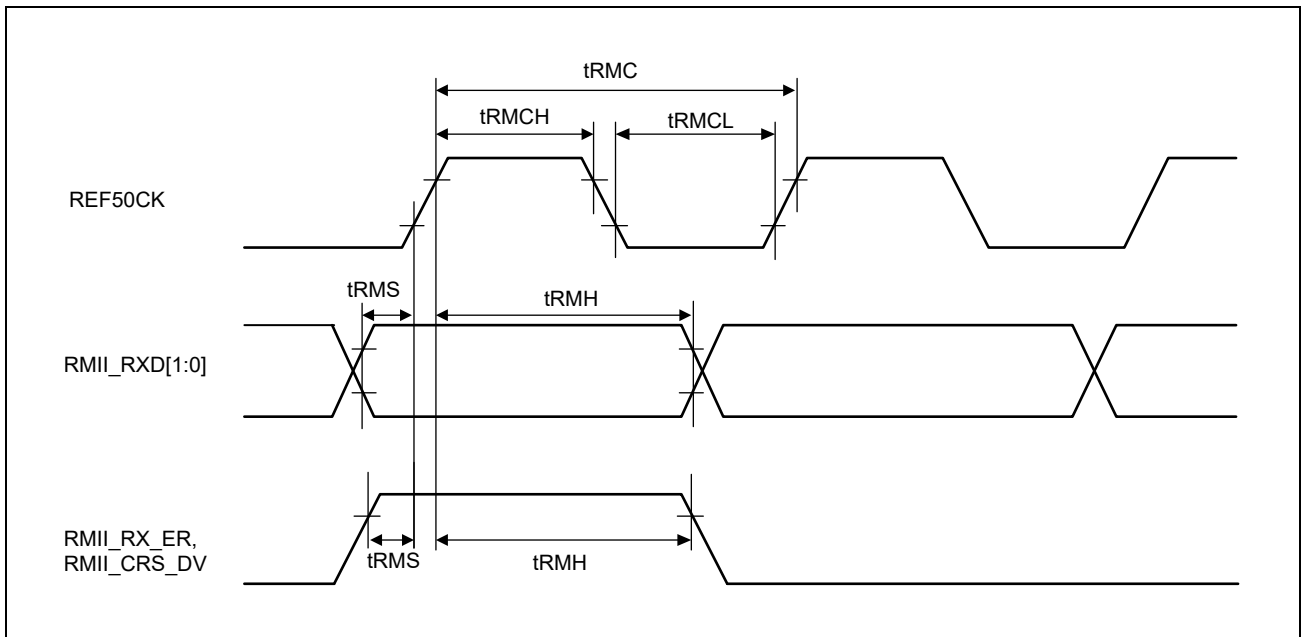 tRMC
tRMCH
tRMCL
REF50CK
tRMS
tRMH
RMII_RXD[1:0]
RMII_RX_ER,
RMII_CRS_DV
tRMS
tRMH